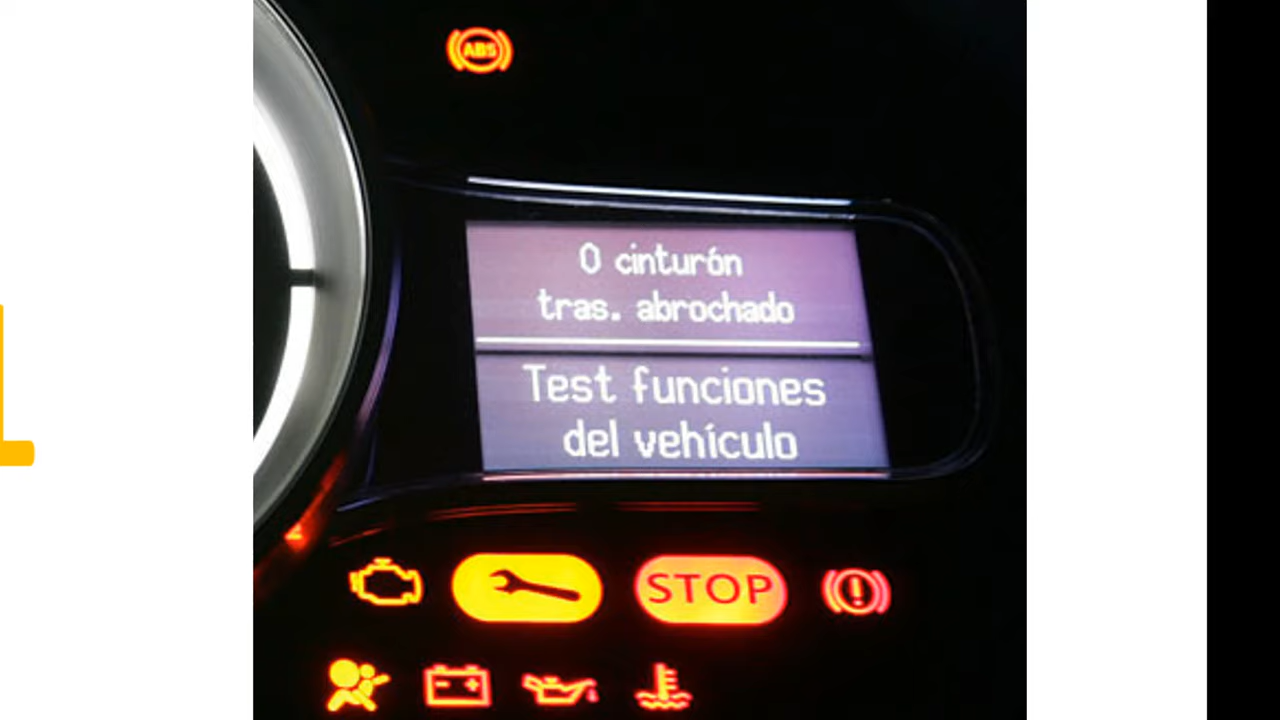 ABS
0 cinturón
tras. abrochado
Test funciones
del vehículo
STOP